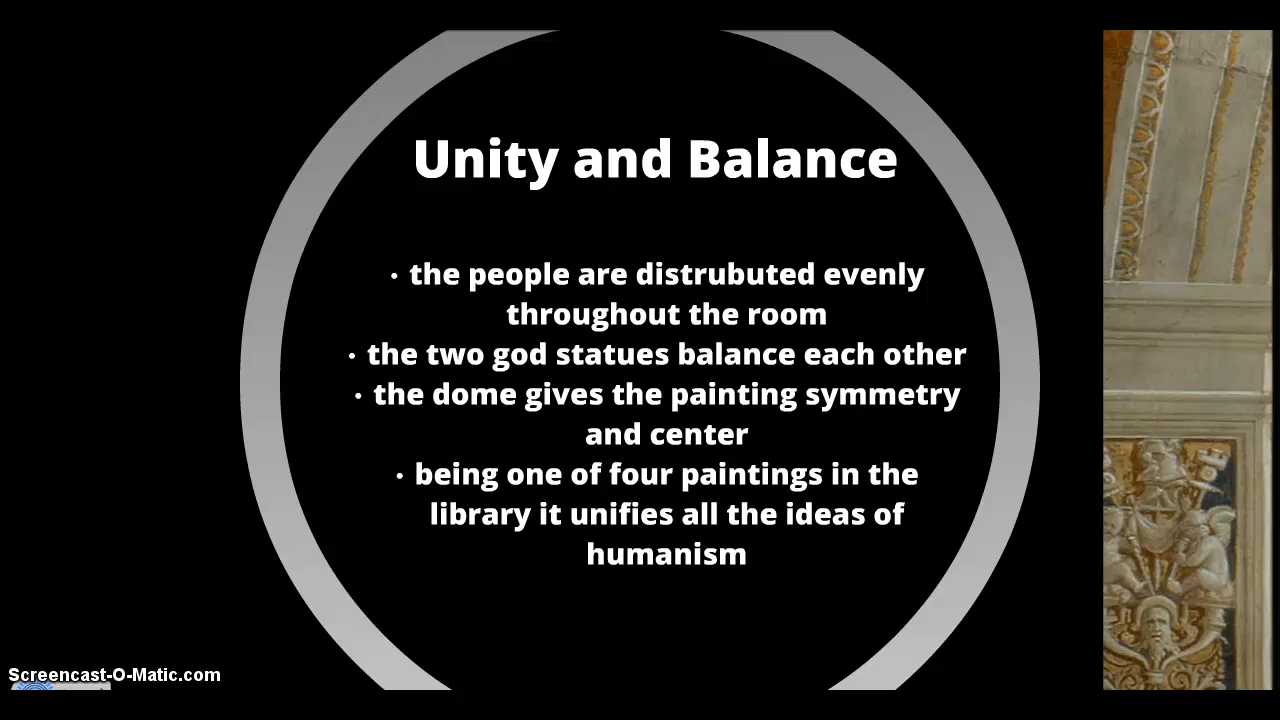 Unity and Balance
• the people are distrubuted evenly
throughout the room
• the two god statues balance each other
• the dome gives the painting symmetry
and center
• being one of four paintings in the
library it unifies all the ideas of
humanism
Screencast-O-Matic.com